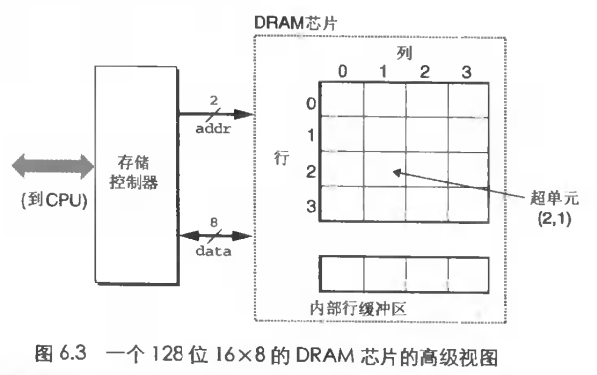 DRAM芯片
列
0 1 2 3
2
addr
0
1
行
2
3
存储
控制器
(到CPU)
超单元
(2,1)
8
data
内部行缓冲区
图 6.3 一个 128 位 16×8 的 DRAM 芯片的高级视图